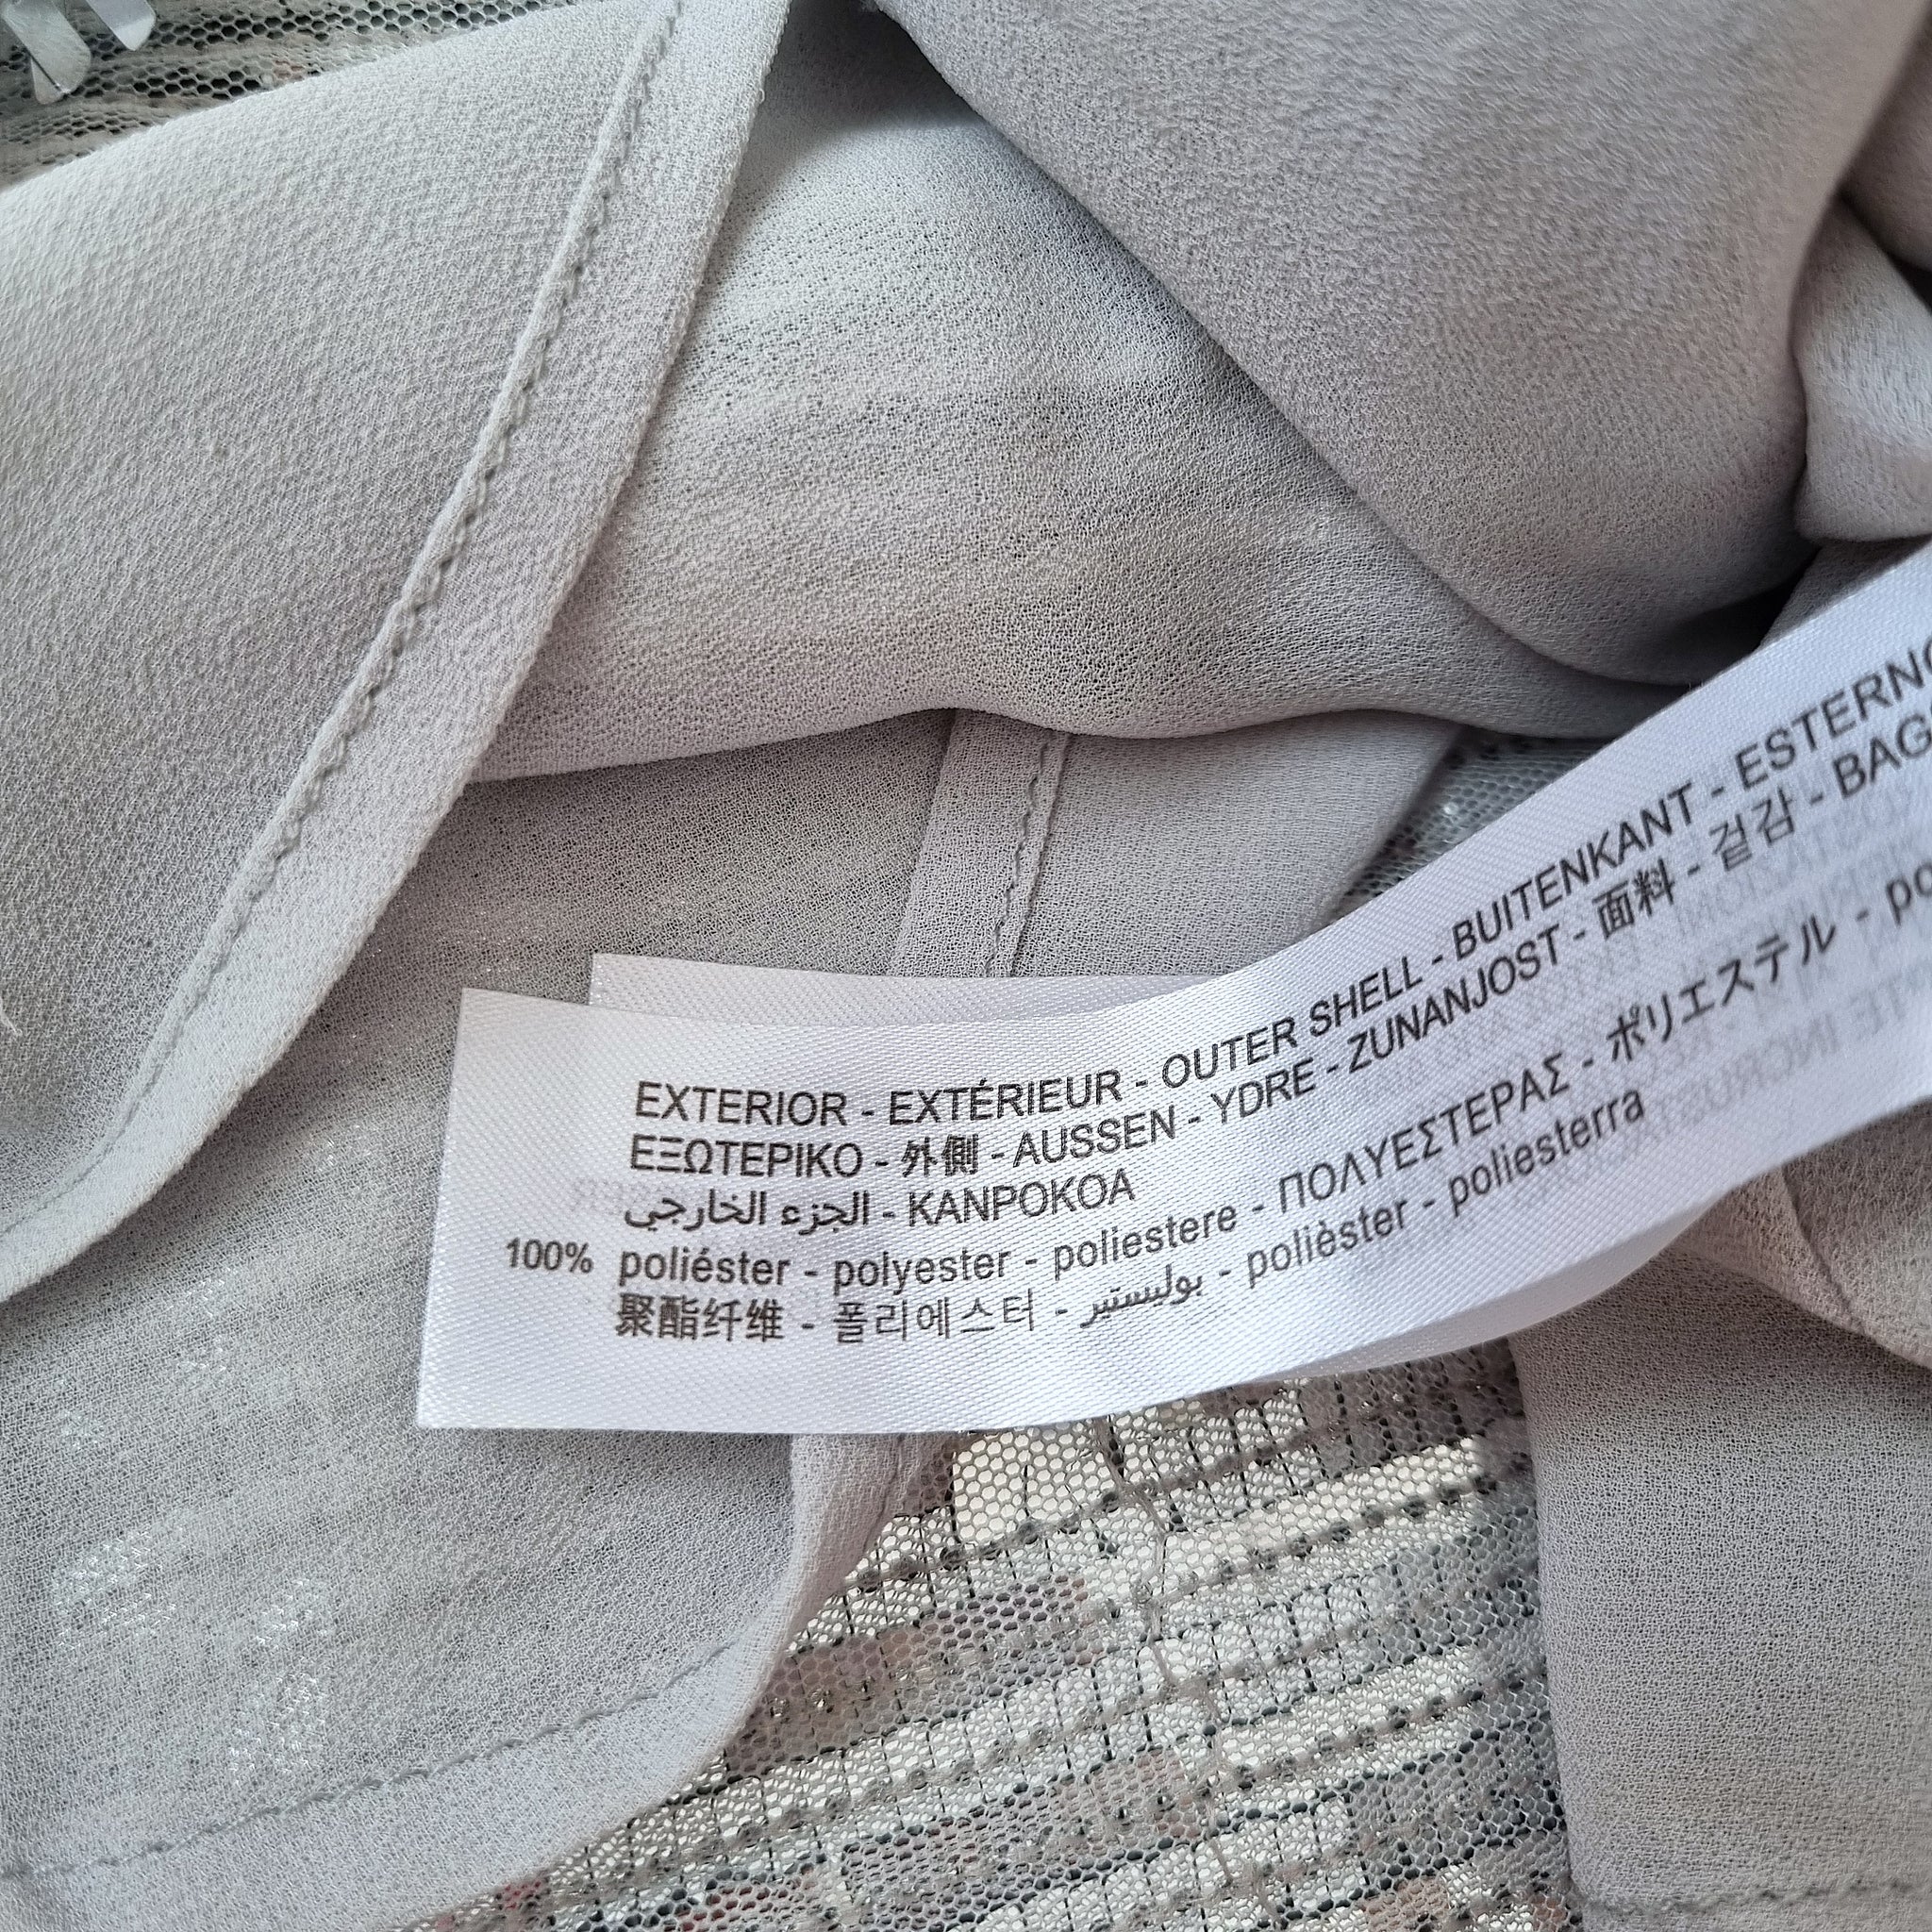 EXTERIOR - EXTÉRIEUR - OUTER SHELL - BUITENKANT - ESTERNO
ΕΞΩΤΕΡΙΚΟ - 外側 - AUSSEN - YDRE - ZUNANJOST - 面料 - 겉감 - BAG
الجزء الخارجي - KANPOKOA
100% poliéster - polyester - poliestere - ΠΟΛΥΕΣΤΕΡΑΣ - ポリエステル - po
聚酯纤维 - 폴리에스터 - بوليستير - polièster - poliesterra